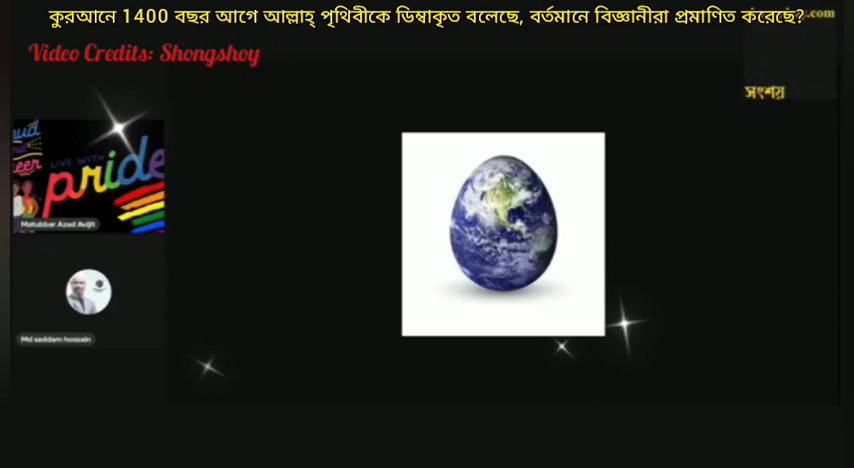 কুরআনে 1400 বছর আগে আল্লাহ্ পৃথিবীকে ডিম্বাকৃত বলেছে, বর্তমানে বিজ্ঞানীরা প্রমাণিত করেছে?
.com
Video Credits: Shongshoy
সংশয়
LIVE WITH
pride
Matubbar Azad Avijit
Md saddam hossain